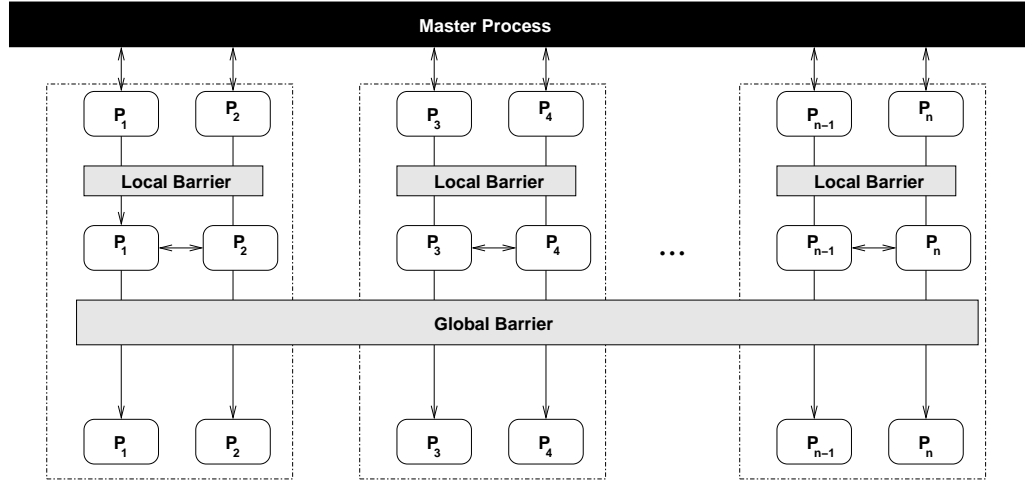 Master Process
P1 P2 P3 P4 Pn−1 Pn
Local Barrier Local Barrier Local Barrier
P1 P2 P3 P4 ... Pn−1 Pn
Global Barrier
P1 P2 P3 P4 Pn−1 Pn